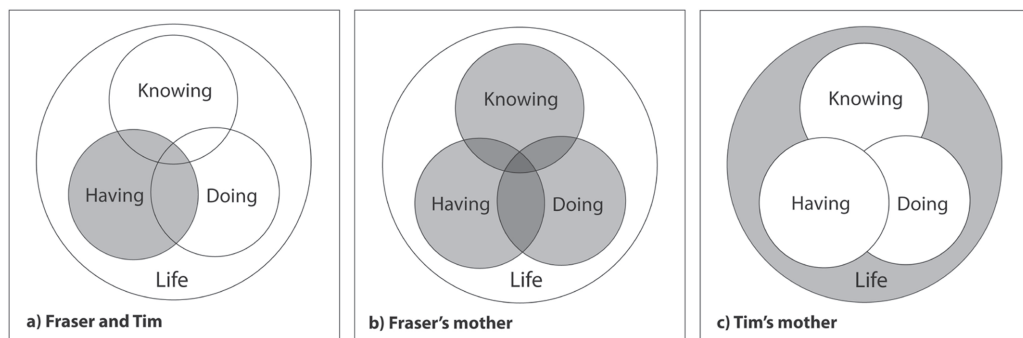 Knowing
Having
Doing
Life
a) Fraser and Tim
Knowing
Having
Doing
Life
b) Fraser's mother
Knowing
Having
Doing
Life
c) Tim's mother